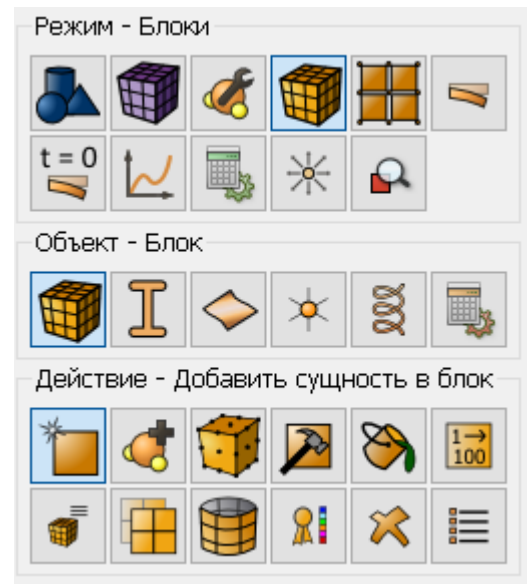 Режим - Блоки
t = 0
Объект - Блок
Действие - Добавить сущность в блок
1→
100